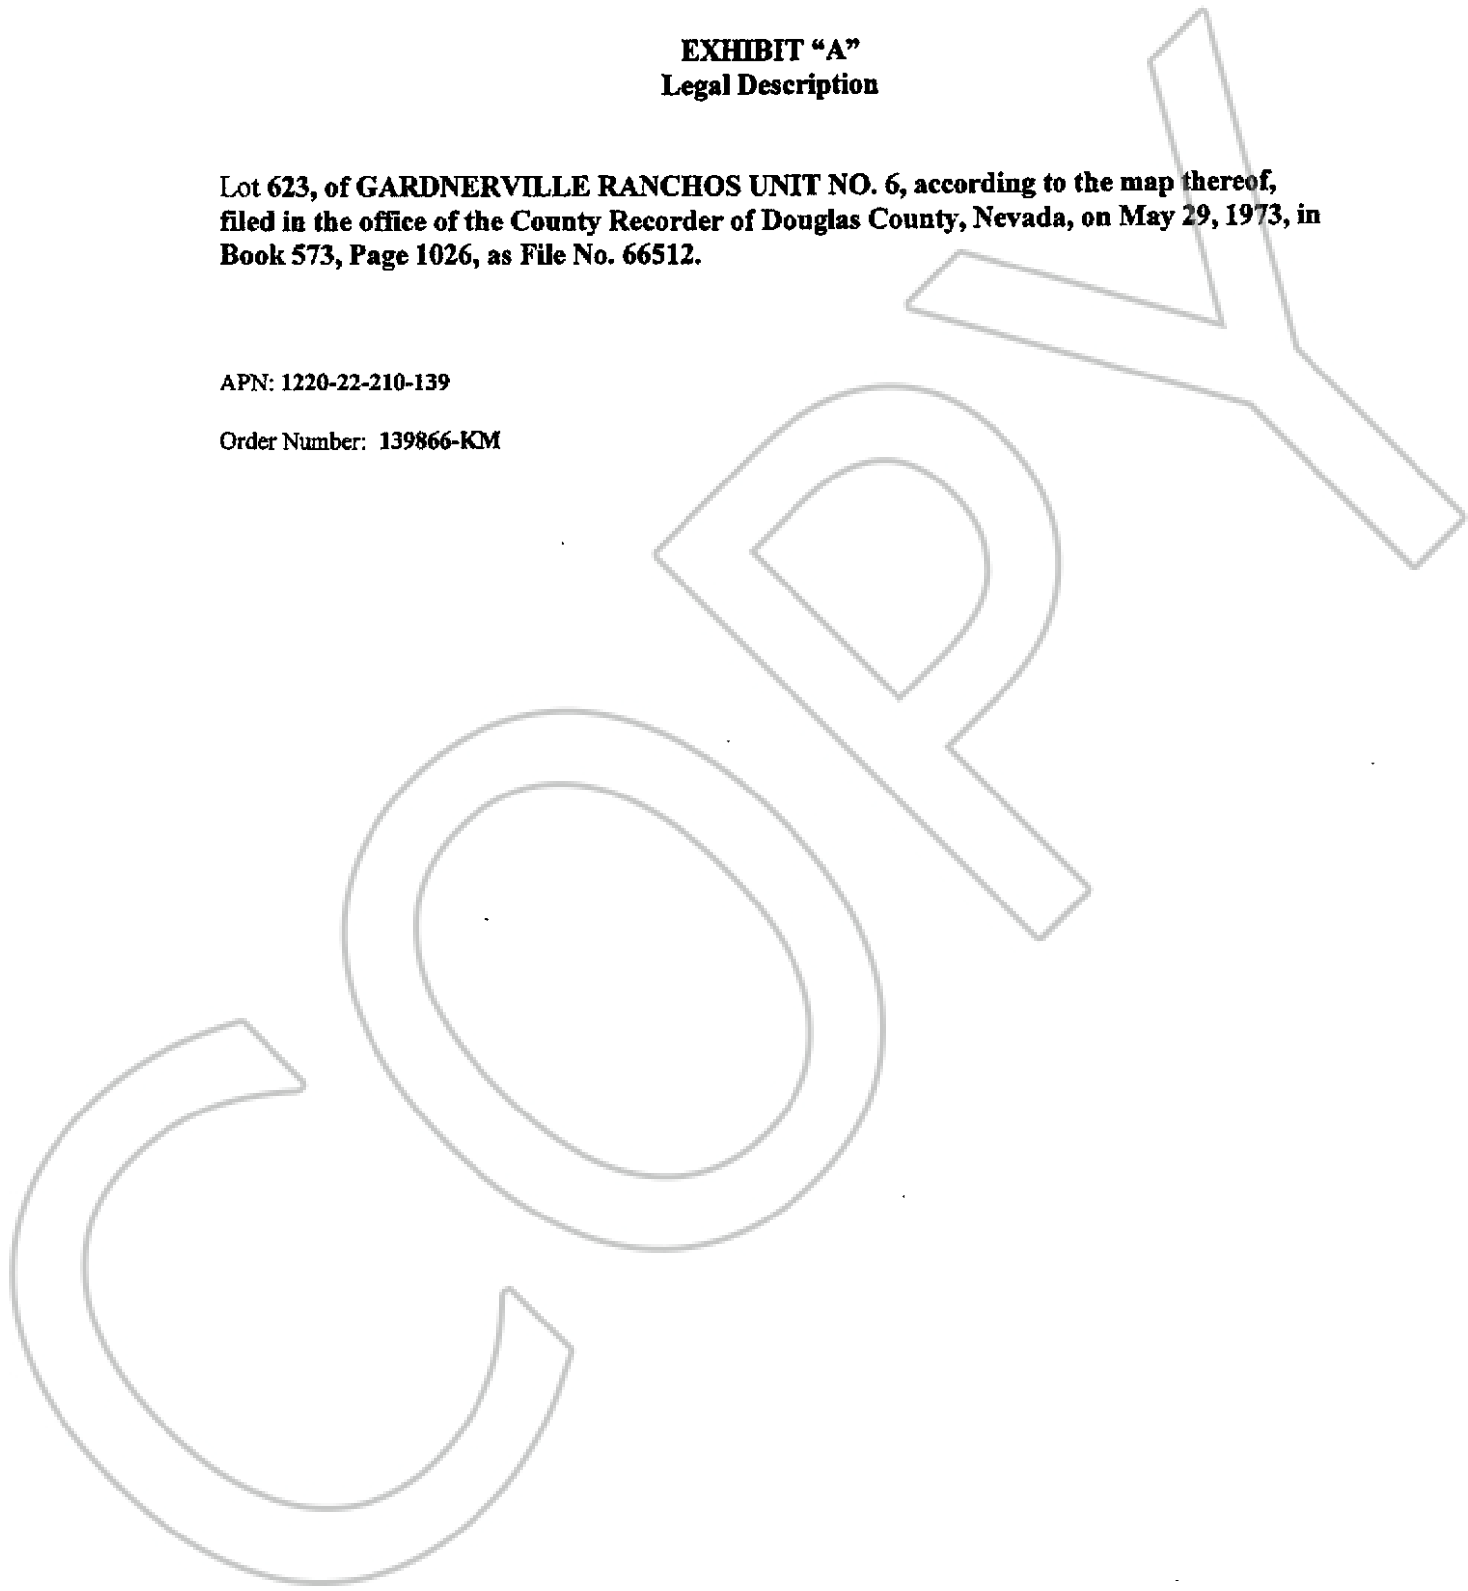 EXHIBIT “A”
Legal Description
Lot 623, of GARDNERVILLE RANCHOS UNIT NO. 6, according to the map thereof,
filed in the office of the County Recorder of Douglas County, Nevada, on May 29, 1973, in
Book 573, Page 1026, as File No. 66512.
APN: 1220-22-210-139
Order Number: 139866-KM
COPY